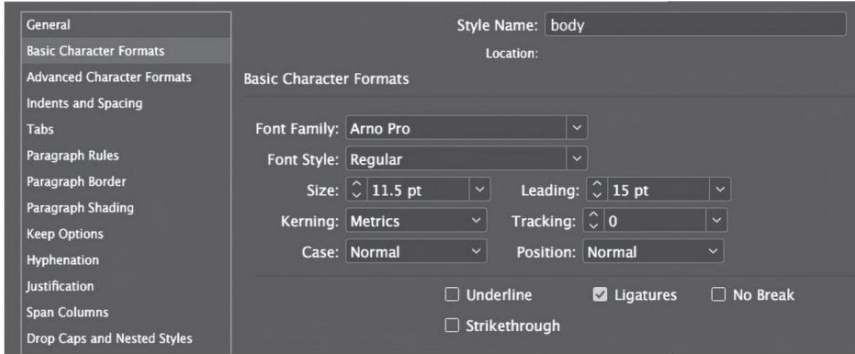 General
Basic Character Formats
Advanced Character Formats
Indents and Spacing
Tabs
Paragraph Rules
Paragraph Border
Paragraph Shading
Keep Options
Hyphenation
Justification
Span Columns
Drop Caps and Nested Styles
Style Name: body
Location:
Basic Character Formats
Font Family: Arno Pro
Font Style: Regular
Size: 11.5 pt Leading: 15 pt
Kerning: Metrics Tracking: 0
Case: Normal Position: Normal
Underline Ligatures No Break
Strikethrough